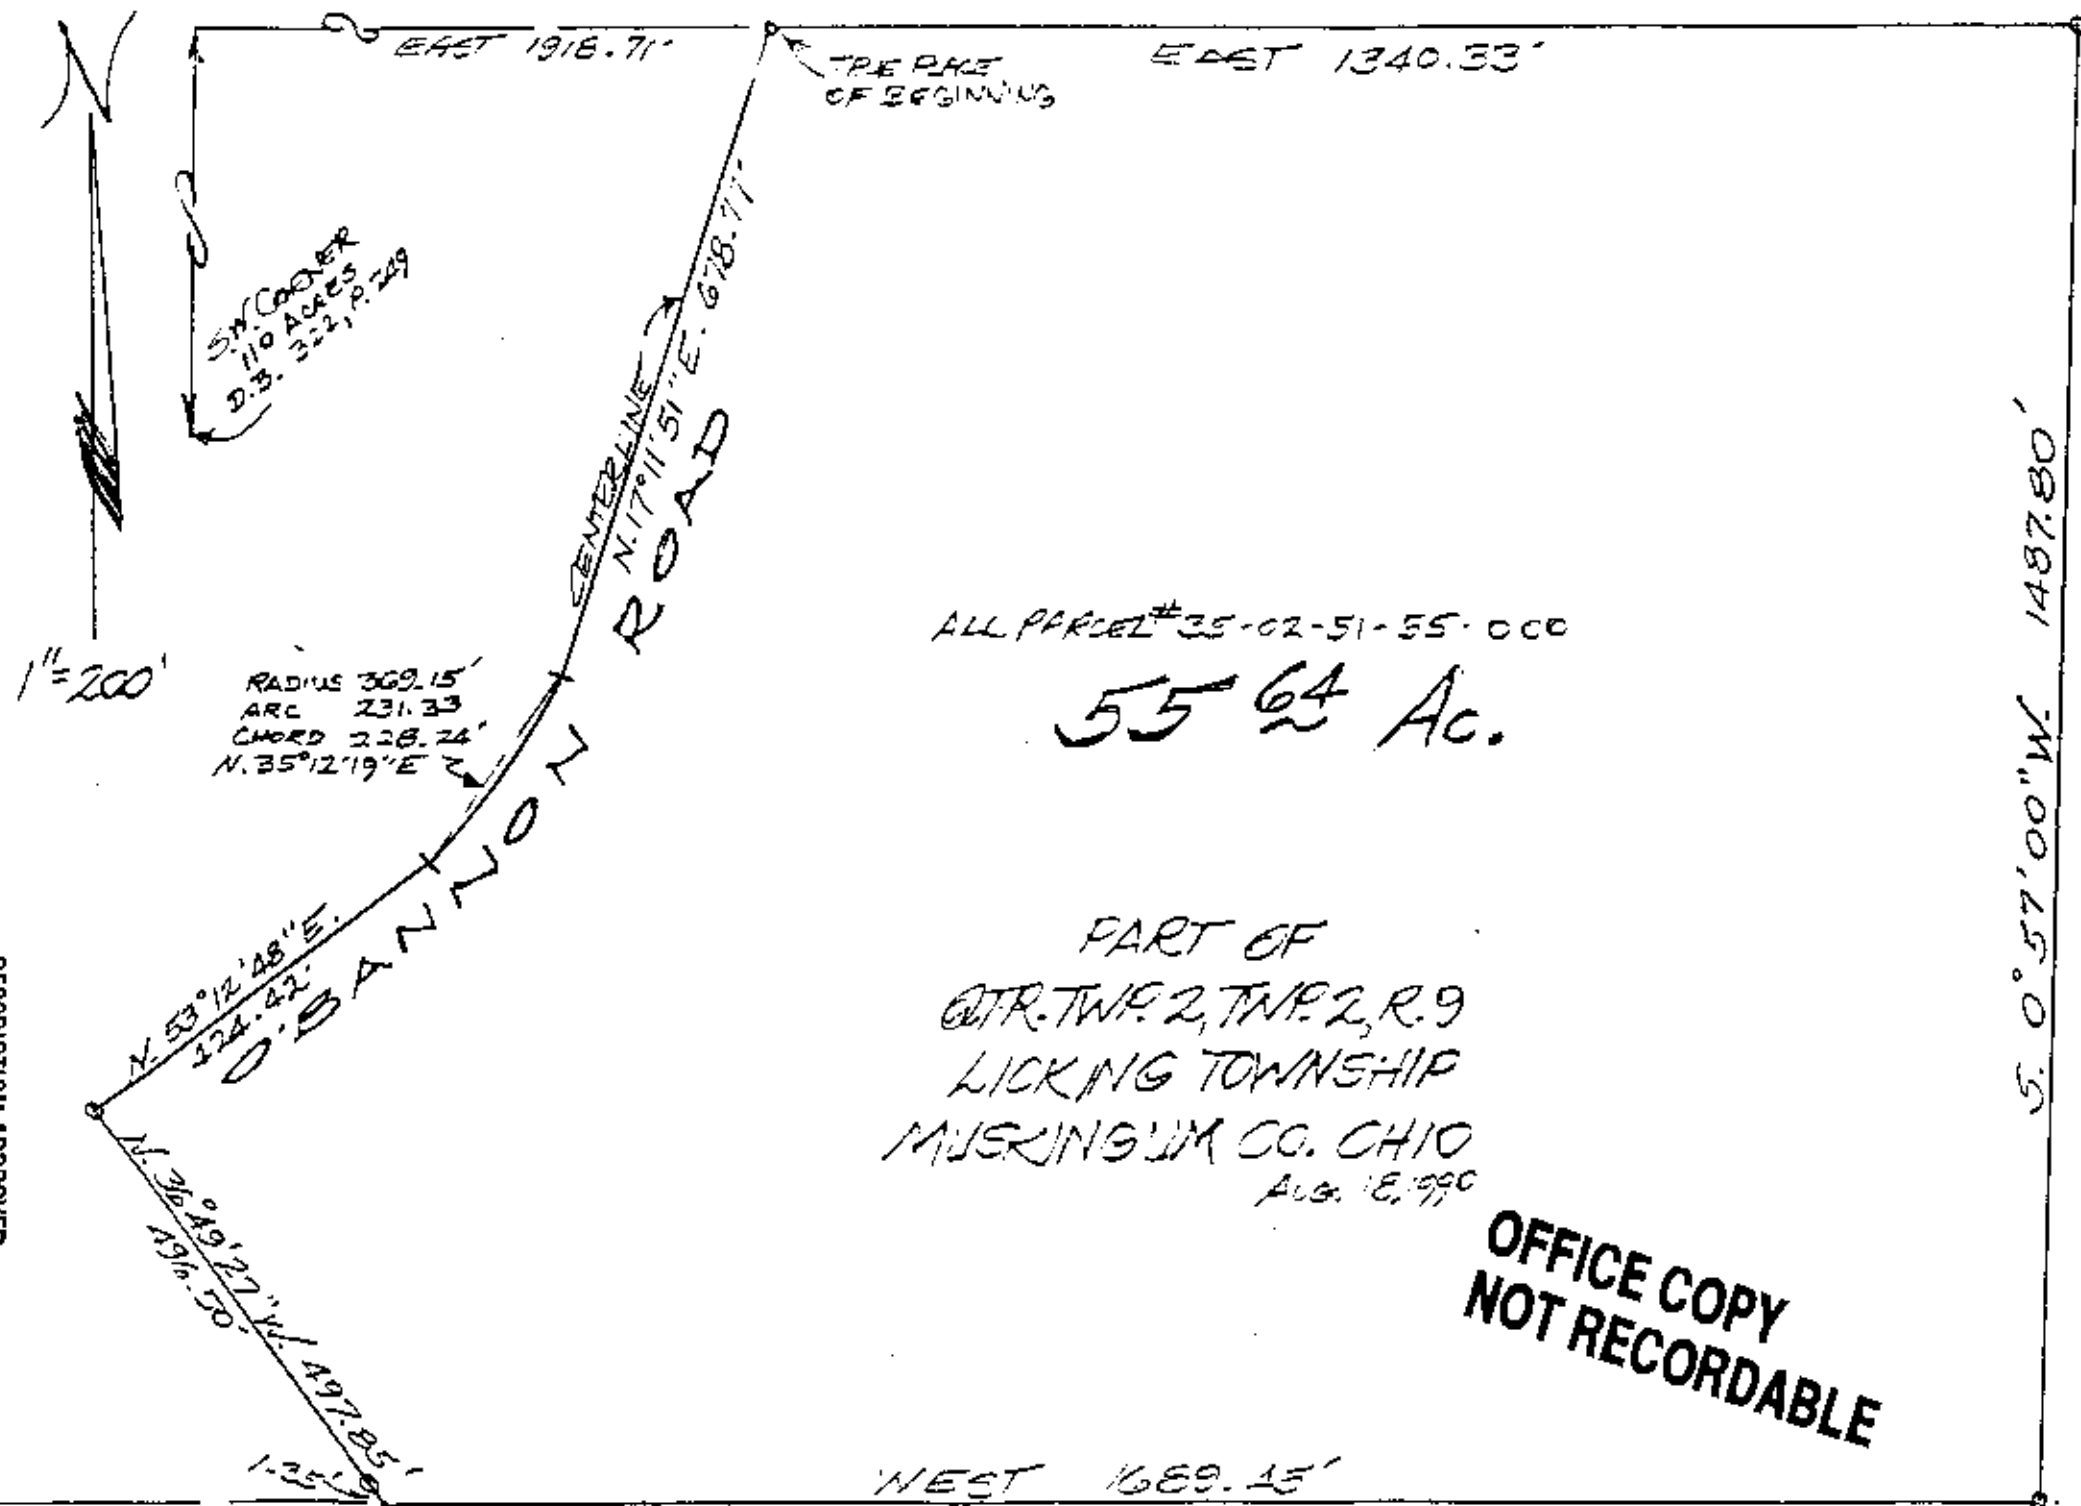 N
EAST 1918.71'
EAST 1340.33'
TRUE PLACE
OF BEGINNING
S.W. CORNER
110 ACRES
D.B. 322, P. 249
CENTERLINE
N. 17° 11' 51" E. 678.77'
1"=200'
RADIUS 369.15'
ARC 231.33
CHORD 228.24'
N. 35° 12' 19" E
O'BANNON ROAD
ALL PARCEL # 35-02-51-55-000
55 64 Ac.
S. 0° 57' 00" W. 1487.80'
N. 53° 12' 48" E.
424.42'
PART OF
QTR. TWP. 2, TWP. 2, R. 9
LICKING TOWNSHIP
MUSKINGUM CO. OHIO
AUG. 18, 1990
N. 36° 49' 27" W. 497.85'
496.50'
1.35'
WEST 1689.45'
OFFICE COPY
NOT RECORDABLE